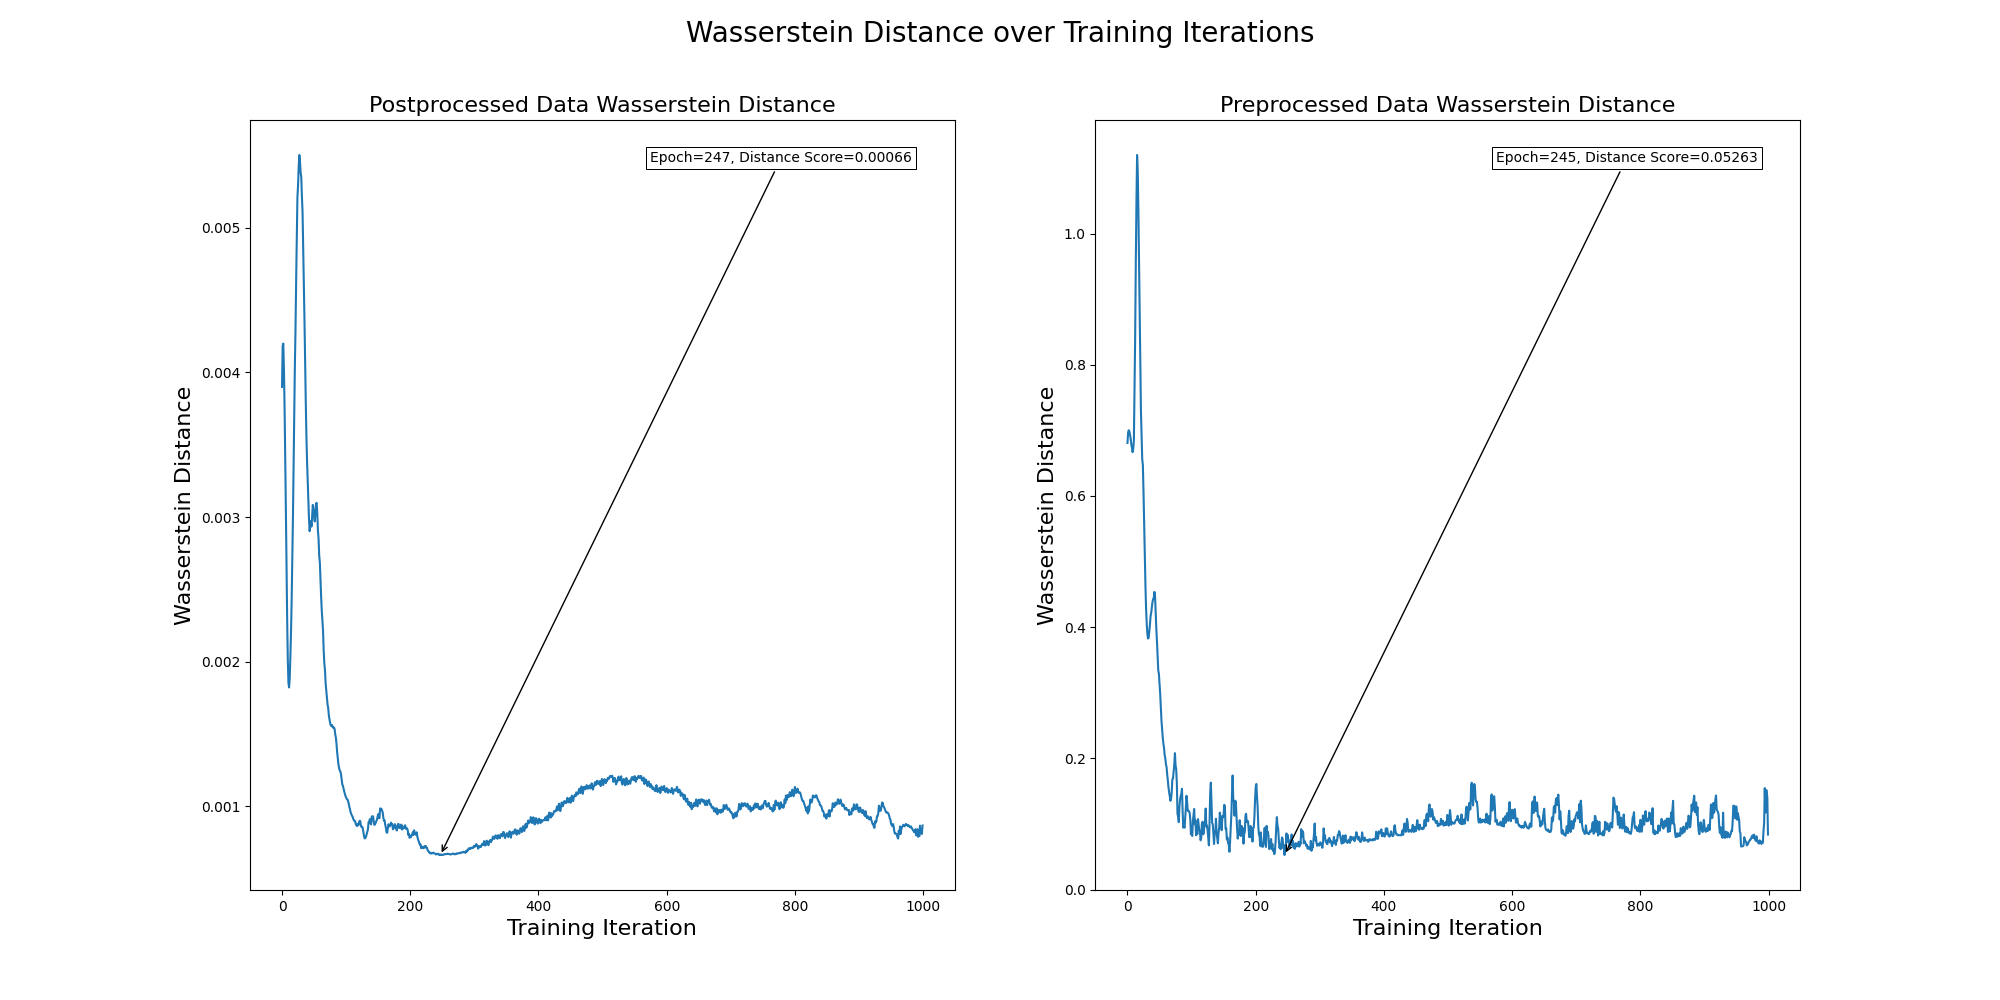 Wasserstein Distance over Training Iterations
Postprocessed Data Wasserstein Distance
Epoch=247, Distance Score=0.00066
Wasserstein Distance
0.005
0.004
0.003
0.002
0.001
0 200 400 600 800 1000
Training Iteration
Preprocessed Data Wasserstein Distance
Epoch=245, Distance Score=0.05263
Wasserstein Distance
1.0
0.8
0.6
0.4
0.2
0.0
0 200 400 600 800 1000
Training Iteration